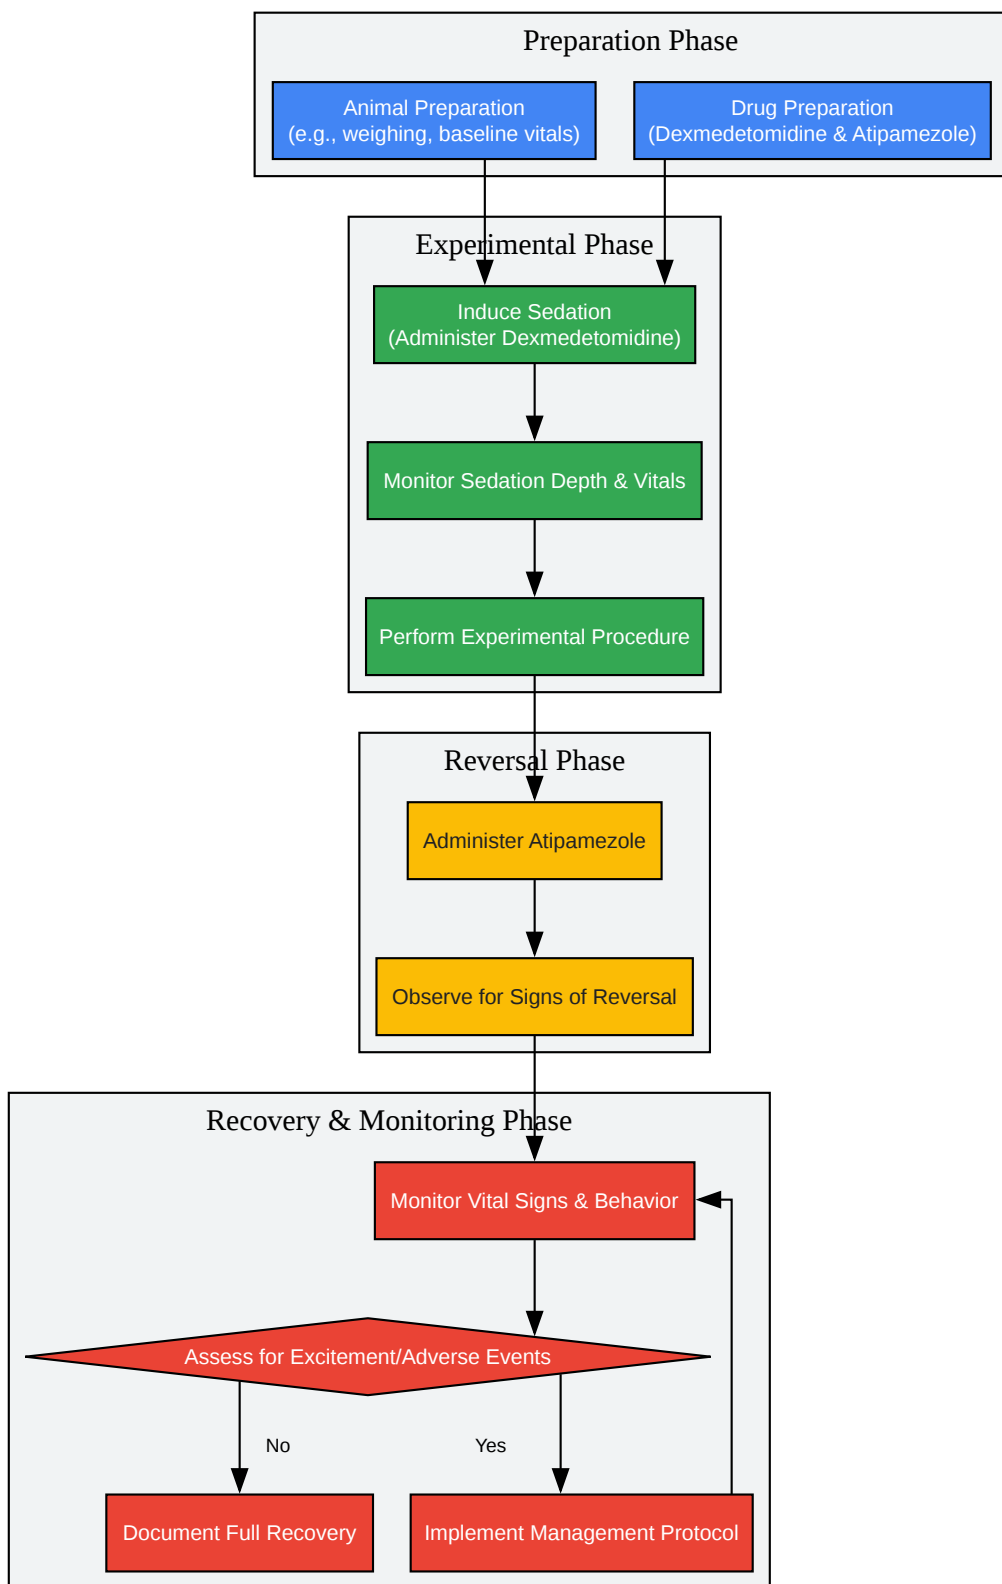 Preparation Phase
Animal Preparation
(e.g., weighing, baseline vitals)
Drug Preparation
(Dexmedetomidine & Atipamezole)
Experimental Phase
Induce Sedation
(Administer Dexmedetomidine)
Monitor Sedation Depth & Vitals
Perform Experimental Procedure
Reversal Phase
Administer Atipamezole
Observe for Signs of Reversal
Recovery & Monitoring Phase
Monitor Vital Signs & Behavior
Assess for Excitement/Adverse Events
No
Yes
Document Full Recovery
Implement Management Protocol